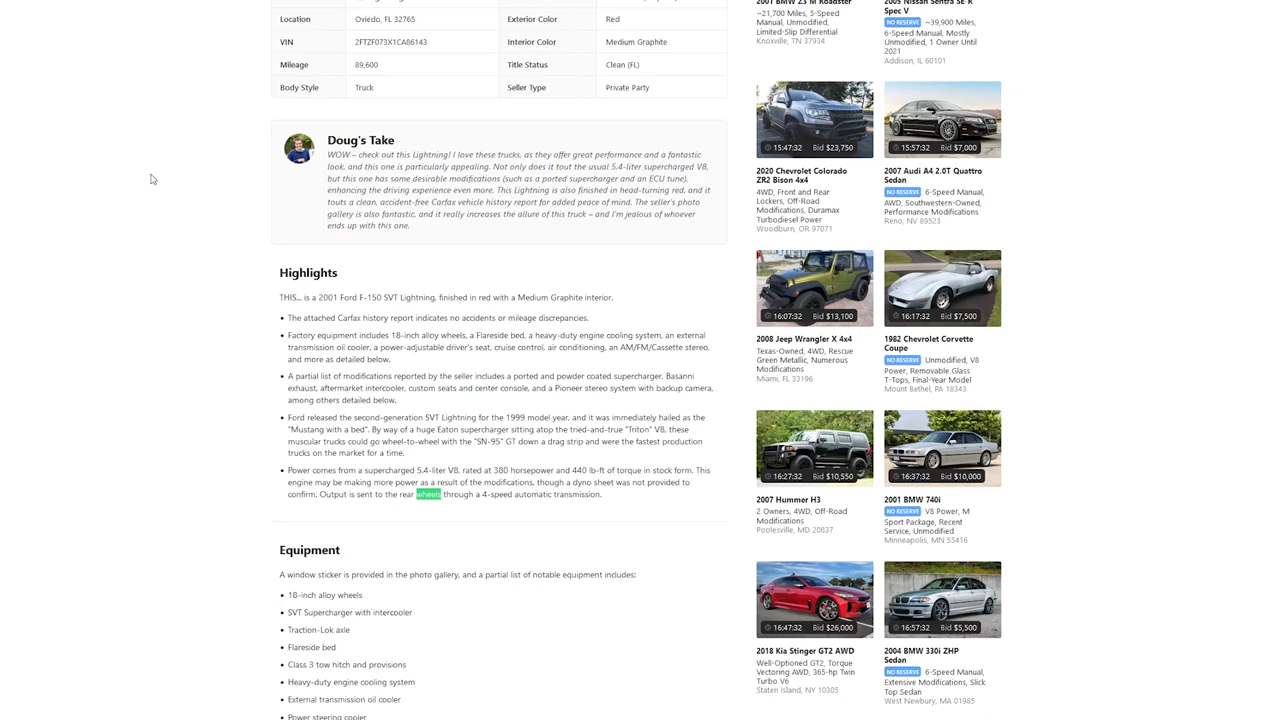 Location
Oviedo, FL 32765
Exterior Color
Red
VIN
2FTZF073X1CA86143
Interior Color
Medium Graphite
Mileage
89,600
Title Status
Clean (FL)
Body Style
Truck
Seller Type
Private Party
Doug's Take
WOW – check out this Lightning! I love these trucks, as they offer great performance and a fantastic
look, and this one is particularly appealing. Not only does it tout the usual 5.4-liter supercharged V8,
but this one has some desirable modifications (such as a ported supercharger and an ECU tune),
enhancing the driving experience even more. This Lightning is also finished in head-turning red, and it
touts a clean, accident-free Carfax vehicle history report for added peace of mind. The seller's photo
gallery is also fantastic, and it really increases the allure of this truck – and I'm jealous of whoever
ends up with this one.
Highlights
THIS... is a 2001 Ford F-150 SVT Lightning, finished in red with a Medium Graphite interior.
• The attached Carfax history report indicates no accidents or mileage discrepancies.
• Factory equipment includes 18-inch alloy wheels, a Flareside bed, a heavy-duty engine cooling system, an external
transmission oil cooler, a power-adjustable driver's seat, cruise control, air conditioning, an AM/FM/Cassette stereo,
and more as detailed below.
• A partial list of modifications reported by the seller includes a ported and powder coated supercharger, Basanni
exhaust, aftermarket intercooler, custom seats and center console, and a Pioneer stereo system with backup camera,
among others detailed below.
• Ford released the second-generation SVT Lightning for the 1999 model year, and it was immediately hailed as the
"Mustang with a bed". By way of a huge Eaton supercharger sitting atop the tried-and-true "Triton" V8, these
muscular trucks could go wheel-to-wheel with the "SN-95" GT down a drag strip and were the fastest production
trucks on the market for a time.
• Power comes from a supercharged 5.4-liter V8, rated at 380 horsepower and 440 lb-ft of torque in stock form. This
engine may be making more power as a result of the modifications, though a dyno sheet was not provided to
confirm. Output is sent to the rear wheels through a 4-speed automatic transmission.
Equipment
A window sticker is provided in the photo gallery, and a partial list of notable equipment includes:
• 18-inch alloy wheels
• SVT Supercharger with intercooler
• Traction-Lok axle
• Flareside bed
• Class 3 tow hitch and provisions
• Heavy-duty engine cooling system
• External transmission oil cooler
• Power steering cooler
2001 BMW Z3 M Roadster
~21,700 Miles, 5-Speed
Manual, Unmodified,
Limited-Slip Differential
Knoxville, TN 37934
2005 Nissan Sentra SE-R
Spec V
NO RESERVE ~39,900 Miles,
6-Speed Manual, Mostly
Unmodified, 1 Owner Until
2021
Addison, IL 60101
15:47:32 Bid $23,750
2020 Chevrolet Colorado
ZR2 Bison 4x4
4WD, Front and Rear
Lockers, Off-Road
Modifications, Duramax
Turbodiesel Power
Woodburn, OR 97071
15:57:32 Bid $7,000
2007 Audi A4 2.0T Quattro
Sedan
NO RESERVE 6-Speed Manual,
AWD, Southwestern-Owned,
Performance Modifications
Reno, NV 89523
16:07:32 Bid $13,100
2008 Jeep Wrangler X 4x4
Texas-Owned, 4WD, Rescue
Green Metallic, Numerous
Modifications
Miami, FL 33196
16:17:32 Bid $7,500
1982 Chevrolet Corvette
Coupe
NO RESERVE Unmodified, V8
Power, Removable Glass
T-Tops, Final-Year Model
Mount Bethel, PA 18343
16:27:32 Bid $10,550
2007 Hummer H3
2 Owners, 4WD, Off-Road
Modifications
Poolesville, MD 20837
16:37:32 Bid $10,000
2001 BMW 740i
NO RESERVE V8 Power, M
Sport Package, Recent
Service, Unmodified
Minneapolis, MN 55416
16:47:32 Bid $26,000
2018 Kia Stinger GT2 AWD
Well-Optioned GT2, Torque
Vectoring AWD, 365-hp Twin
Turbo V6
Staten Island, NY 10305
16:57:32 Bid $5,500
2004 BMW 330i ZHP
Sedan
NO RESERVE 6-Speed Manual,
Extensive Modifications, Slick
Top Sedan
West Newbury, MA 01985